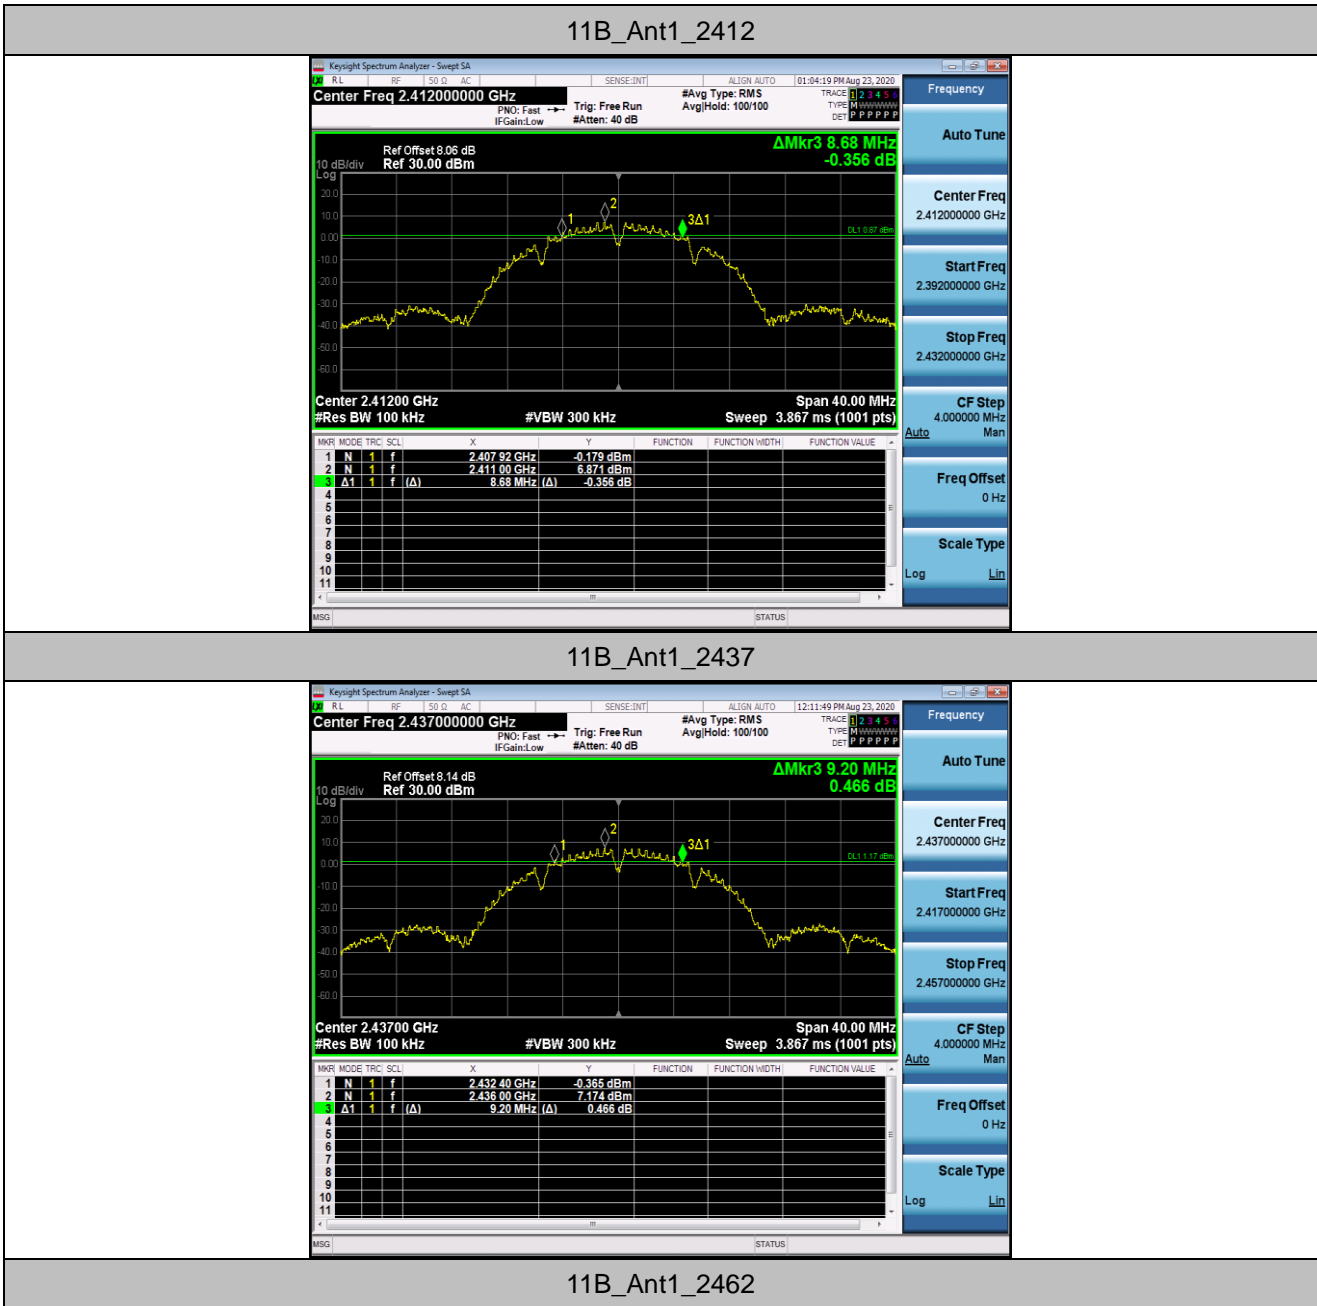 11B_Ant1_2412
Keysight Spectrum Analyzer - Swept SA
RL RF 50 Ω AC SENSE:INT ALIGN AUTO 01:04:19 PM Aug 23, 2020
Center Freq 2.412000000 GHz
PNO: Fast
IFGain:Low
Trig: Free Run
#Atten: 40 dB
#Avg Type: RMS
Avg|Hold: 100/100
TRACE 1 2 3 4 5 6
TYPE M
DET P P P P P P
Frequency
Auto Tune
Center Freq
2.412000000 GHz
Start Freq
2.392000000 GHz
Stop Freq
2.432000000 GHz
CF Step
4.000000 MHz
Auto Man
Freq Offset
0 Hz
Scale Type
Log Lin
ΔMkr3 8.68 MHz
-0.356 dB
Ref Offset 8.06 dB
10 dB/div Ref 30.00 dBm
Log
20.0
10.0
0.00
-10.0
-20.0
-30.0
-40.0
-50.0
-60.0
1
2
3Δ1
DL1 0.87 dBm
Center 2.41200 GHz Span 40.00 MHz
#Res BW 100 kHz #VBW 300 kHz Sweep 3.867 ms (1001 pts)
MKR MODE TRC SCL X Y FUNCTION FUNCTION WIDTH FUNCTION VALUE
1 N 1 f 2.407 92 GHz -0.179 dBm
2 N 1 f 2.411 00 GHz 6.871 dBm
3 Δ1 1 f (Δ) 8.68 MHz (Δ) -0.356 dB
4
5
6
7
8
9
10
11
MSG STATUS
11B_Ant1_2437
Keysight Spectrum Analyzer - Swept SA
RL RF 50 Ω AC SENSE:INT ALIGN AUTO 12:11:49 PM Aug 23, 2020
Center Freq 2.437000000 GHz
PNO: Fast
IFGain:Low
Trig: Free Run
#Atten: 40 dB
#Avg Type: RMS
Avg|Hold: 100/100
TRACE 1 2 3 4 5 6
TYPE M
DET P P P P P P
Frequency
Auto Tune
Center Freq
2.437000000 GHz
Start Freq
2.417000000 GHz
Stop Freq
2.457000000 GHz
CF Step
4.000000 MHz
Auto Man
Freq Offset
0 Hz
Scale Type
Log Lin
ΔMkr3 9.20 MHz
0.466 dB
Ref Offset 8.14 dB
10 dB/div Ref 30.00 dBm
Log
20.0
10.0
0.00
-10.0
-20.0
-30.0
-40.0
-50.0
-60.0
1
2
3Δ1
DL1 1.17 dBm
Center 2.43700 GHz Span 40.00 MHz
#Res BW 100 kHz #VBW 300 kHz Sweep 3.867 ms (1001 pts)
MKR MODE TRC SCL X Y FUNCTION FUNCTION WIDTH FUNCTION VALUE
1 N 1 f 2.432 40 GHz -0.365 dBm
2 N 1 f 2.436 00 GHz 7.174 dBm
3 Δ1 1 f (Δ) 9.20 MHz (Δ) 0.466 dB
4
5
6
7
8
9
10
11
MSG STATUS
11B_Ant1_2462